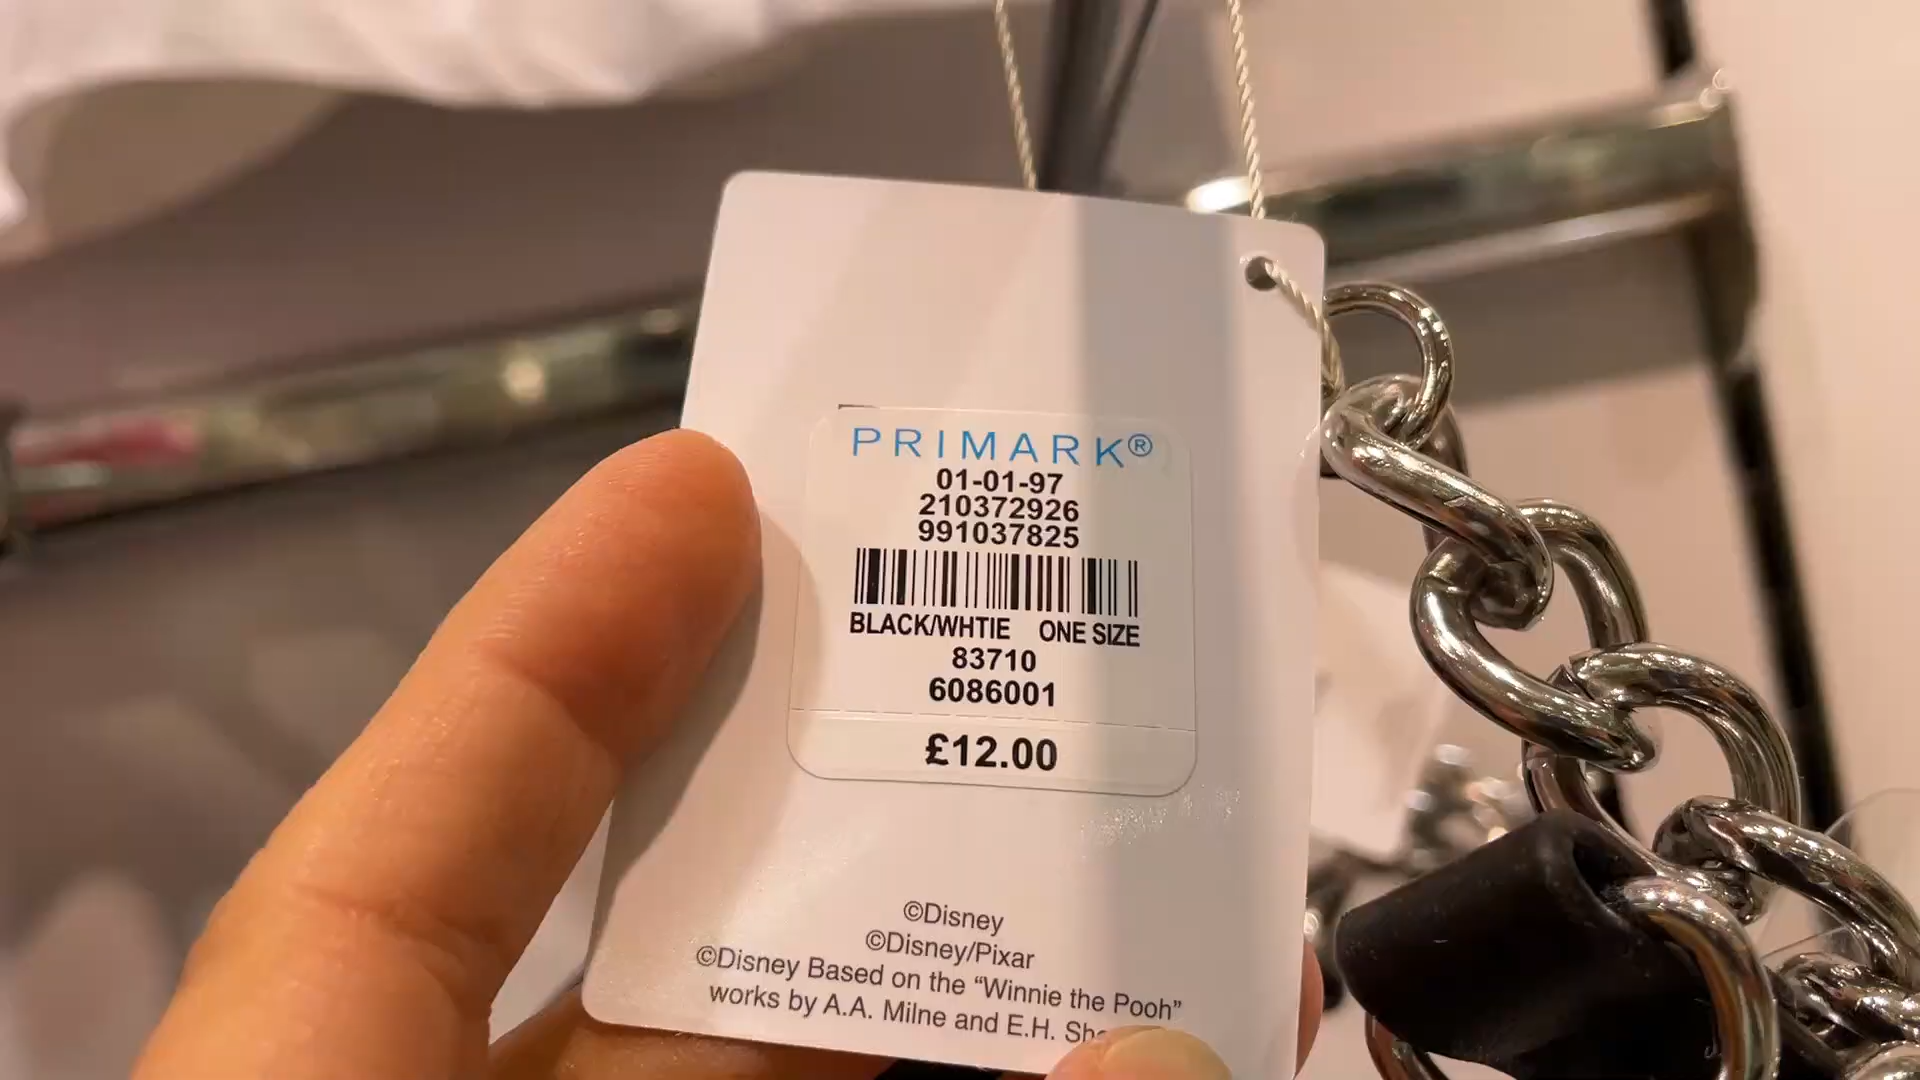 PRIMARK®
01-01-97
210372926
991037825
BLACK/WHTIE ONE SIZE
83710
6086001
£12.00
©Disney
©Disney/Pixar
©Disney Based on the “Winnie the Pooh”
works by A.A. Milne and E.H.